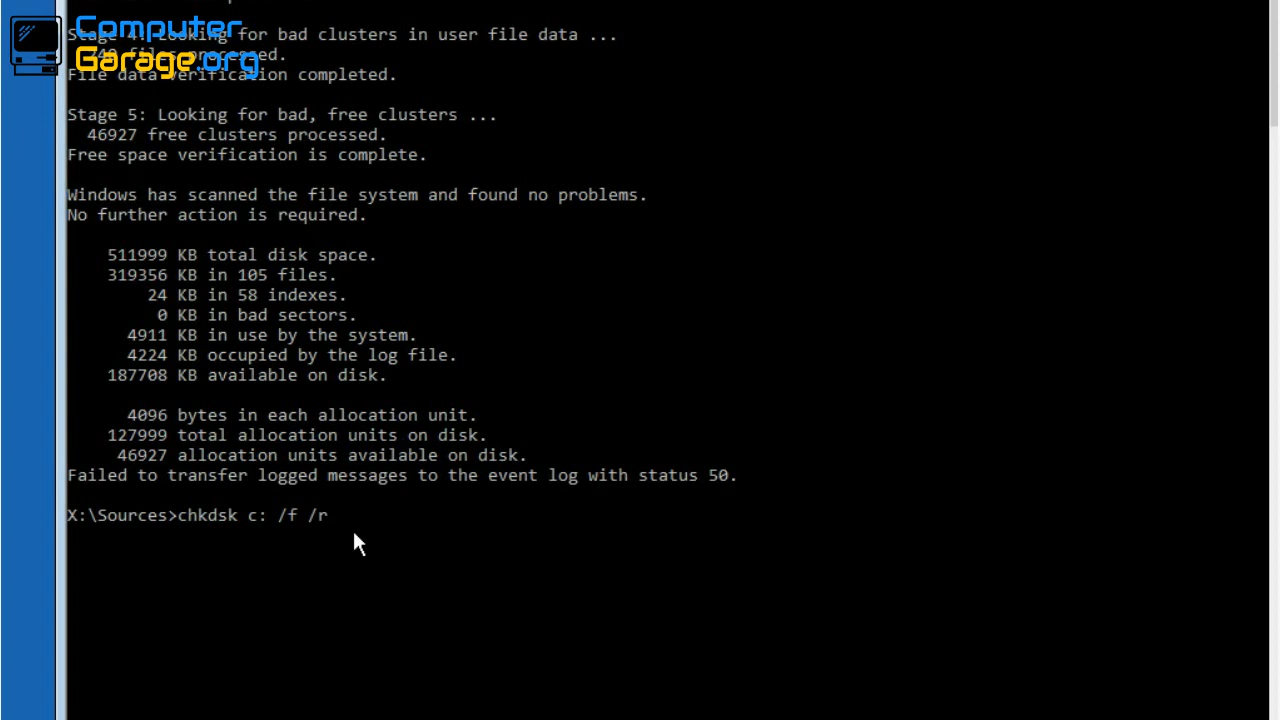 Computer
Garage.org
Stage 4: Looking for bad clusters in user file data ...
files processed.
File data verification completed.
Stage 5: Looking for bad, free clusters ...
46927 free clusters processed.
Free space verification is complete.
Windows has scanned the file system and found no problems.
No further action is required.
511999 KB total disk space.
319356 KB in 105 files.
24 KB in 58 indexes.
0 KB in bad sectors.
4911 KB in use by the system.
4224 KB occupied by the log file.
187708 KB available on disk.
4096 bytes in each allocation unit.
127999 total allocation units on disk.
46927 allocation units available on disk.
Failed to transfer logged messages to the event log with status 50.
X:\Sources>chkdsk c: /f /r